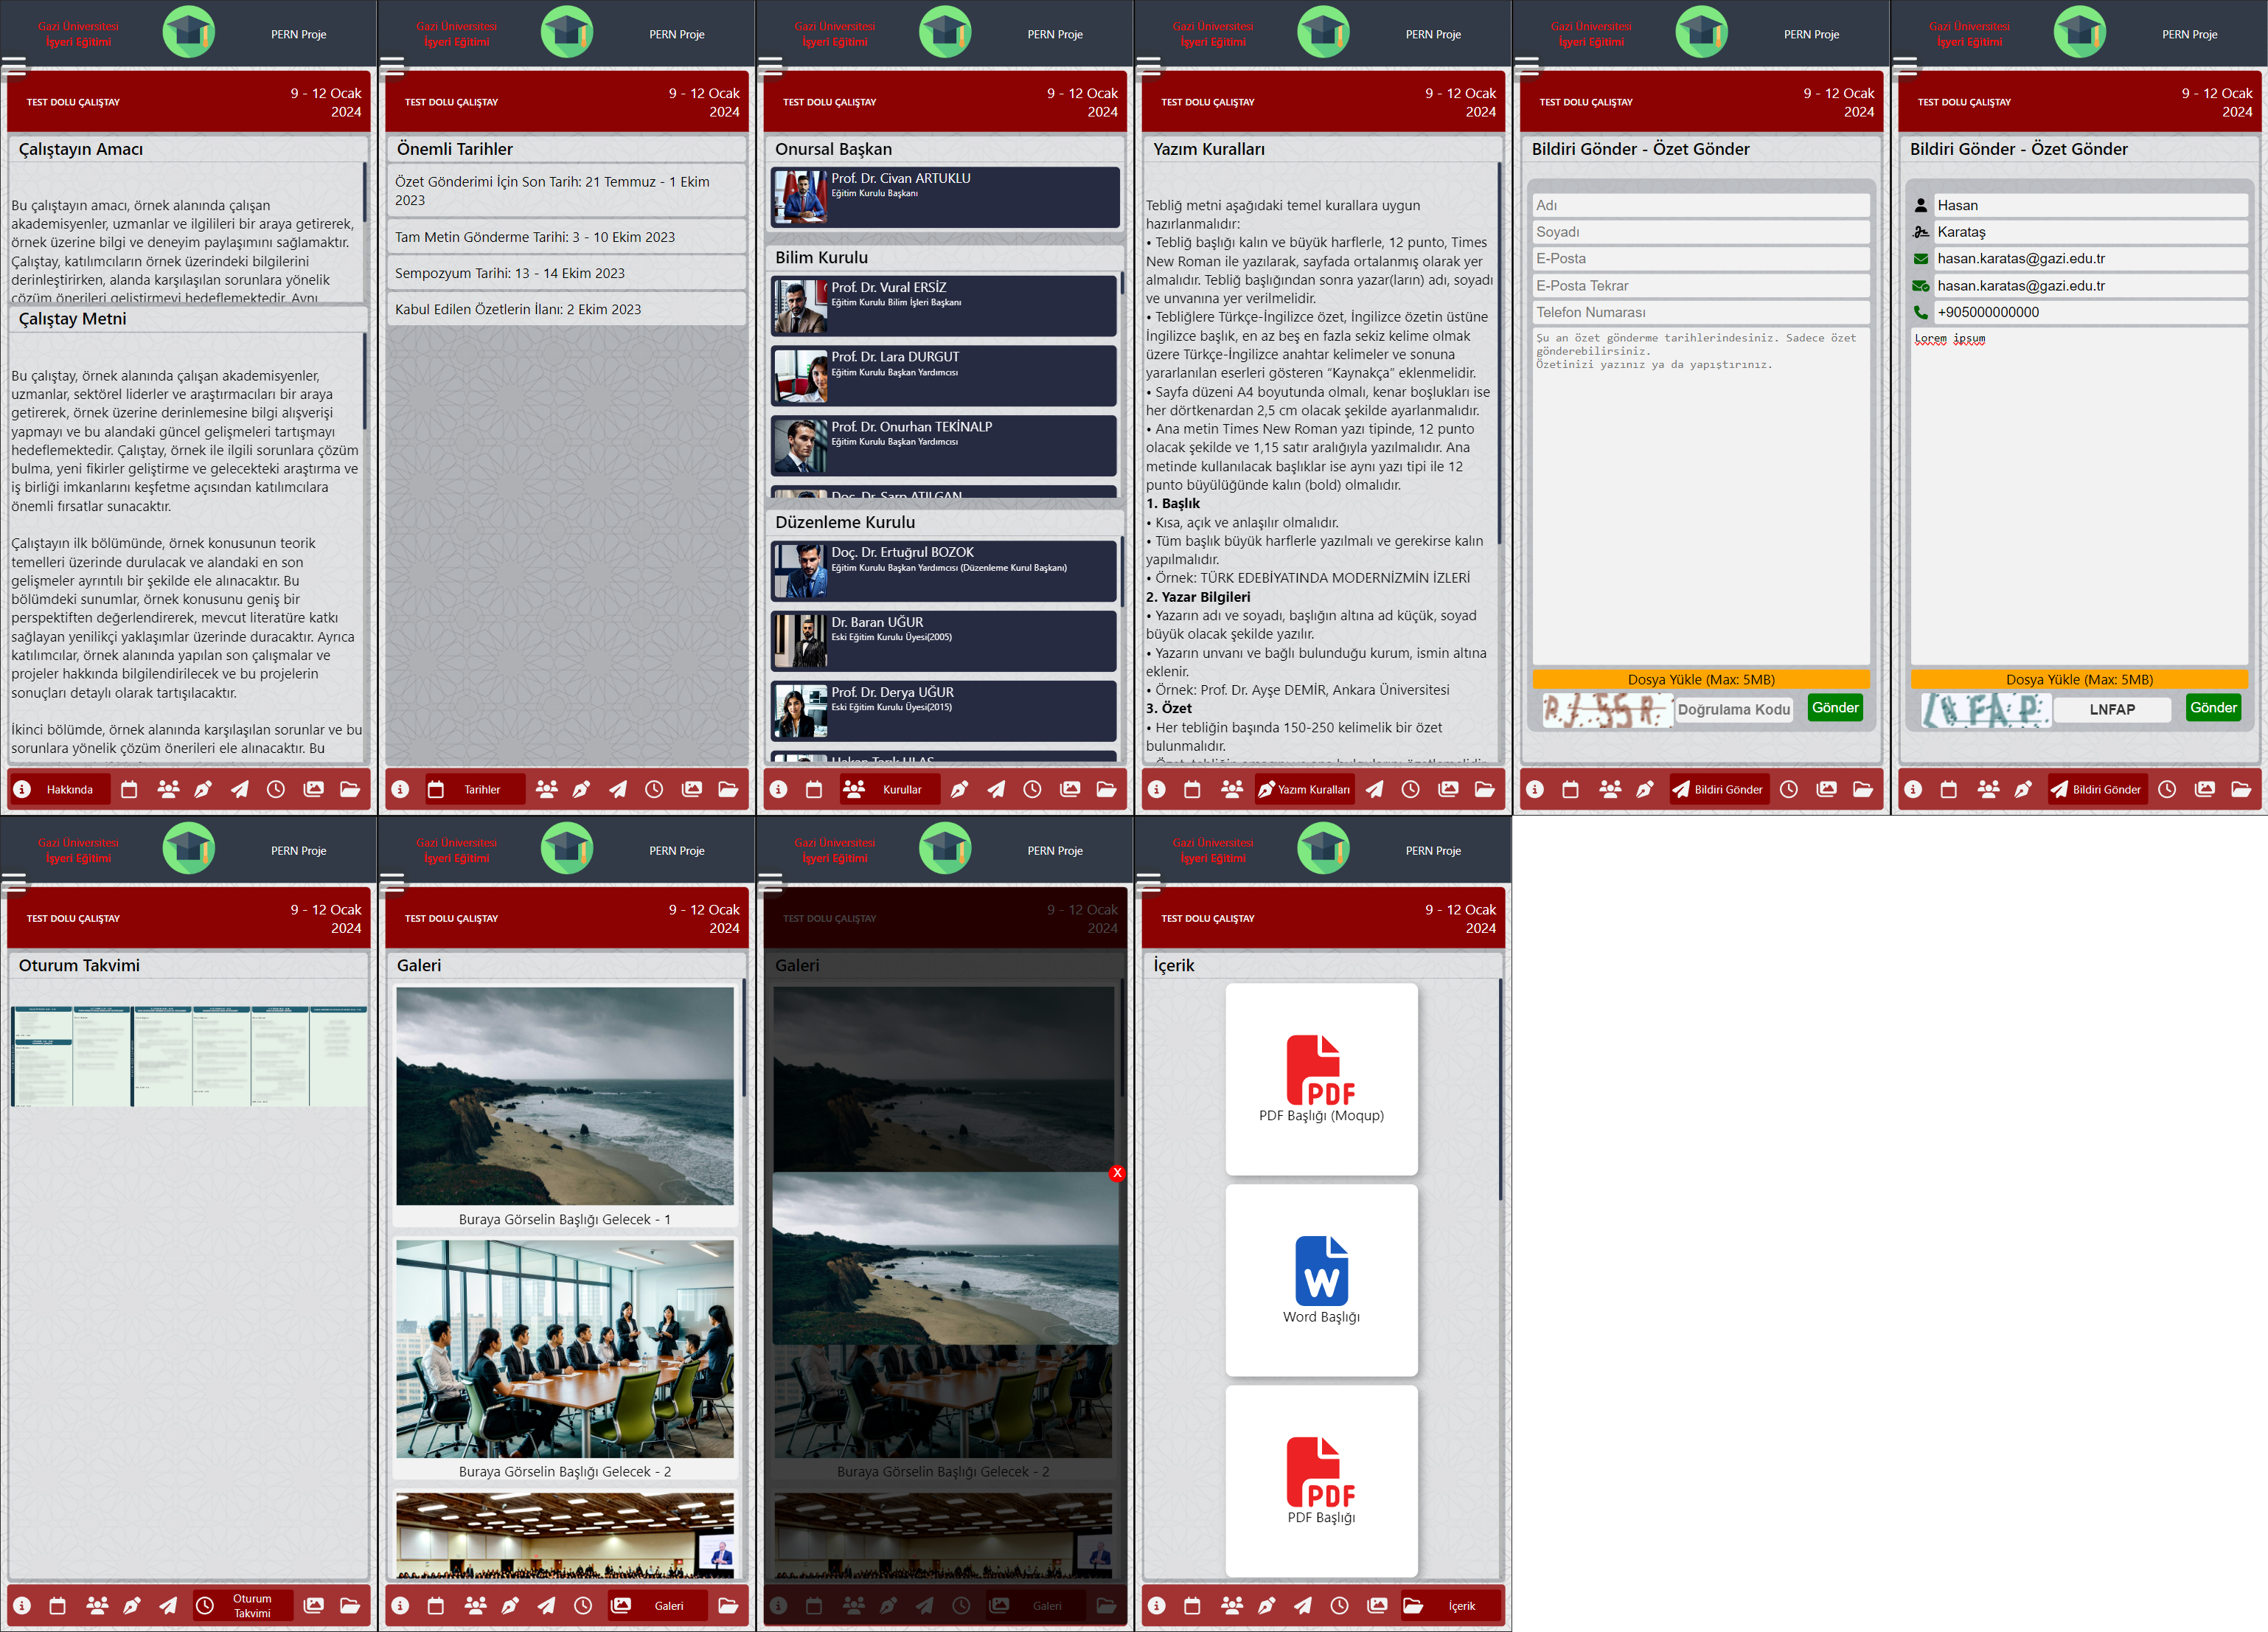 Gazi Üniversitesi
İşyeri Eğitimi
PERN Proje
TEST DOLU ÇALIŞTAY
9 - 12 Ocak
2024
Çalıştayın Amacı
Bu çalıştayın amacı, örnek alanında çalışan
akademisyenler, uzmanlar ve ilgilileri bir araya getirerek,
örnek üzerine bilgi ve deneyim paylaşımını sağlamaktır.
Çalıştay, katılımcıların örnek üzerindeki bilgilerini
derinleştirirken, alanda karşılaşılan sorunlara yönelik
çözüm önerileri geliştirmeyi hedeflemektedir. Aynı
Çalıştay Metni
Bu çalıştay, örnek alanında çalışan akademisyenler,
uzmanlar, sektörel liderler ve araştırmacıları bir araya
getirerek, örnek üzerine derinlemesine bilgi alışverişi
yapmayı ve bu alandaki güncel gelişmeleri tartışmayı
hedeflemektedir. Çalıştay, örnek ile ilgili sorunlara çözüm
bulma, yeni fikirler geliştirme ve gelecekteki araştırma ve
iş birliği imkanlarını keşfetme açısından katılımcılara
önemli fırsatlar sunacaktır.
Çalıştayın ilk bölümünde, örnek konusunun teorik
temelleri üzerinde durulacak ve alandaki en son
gelişmeler ayrıntılı bir şekilde ele alınacaktır. Bu
bölümdeki sunumlar, örnek konusunu geniş bir
perspektiften değerlendirerek, mevcut literatüre katkı
sağlayan yenilikçi yaklaşımlar üzerinde duracaktır. Ayrıca
katılımcılar, örnek alanında yapılan son çalışmalar ve
projeler hakkında bilgilendirilecek ve bu projelerin
sonuçları detaylı olarak tartışılacaktır.
İkinci bölümde, örnek alanında karşılaşılan sorunlar ve bu
sorunlara yönelik çözüm önerileri ele alınacaktır. Bu
Hakkında
Gazi Üniversitesi
İşyeri Eğitimi
PERN Proje
TEST DOLU ÇALIŞTAY
9 - 12 Ocak
2024
Önemli Tarihler
Özet Gönderimi İçin Son Tarih: 21 Temmuz - 1 Ekim
2023
Tam Metin Gönderme Tarihi: 3 - 10 Ekim 2023
Sempozyum Tarihi: 13 - 14 Ekim 2023
Kabul Edilen Özetlerin İlanı: 2 Ekim 2023
Tarihler
Gazi Üniversitesi
İşyeri Eğitimi
PERN Proje
TEST DOLU ÇALIŞTAY
9 - 12 Ocak
2024
Onursal Başkan
Prof. Dr. Civan ARTUKLU
Eğitim Kurulu Başkanı
Bilim Kurulu
Prof. Dr. Vural ERSİZ
Eğitim Kurulu Bilim İşleri Başkanı
Prof. Dr. Lara DURGUT
Eğitim Kurulu Başkan Yardımcısı
Prof. Dr. Onurhan TEKİNALP
Eğitim Kurulu Başkan Yardımcısı
Doç. Dr. Sarp ATILGAN
Düzenleme Kurulu
Doç. Dr. Ertuğrul BOZOK
Eğitim Kurulu Başkan Yardımcısı (Düzenleme Kurul Başkanı)
Dr. Baran UĞUR
Eski Eğitim Kurulu Üyesi(2005)
Prof. Dr. Derya UĞUR
Eski Eğitim Kurulu Üyesi(2015)
Hakan Tarık ULAŞ
Kurullar
Gazi Üniversitesi
İşyeri Eğitimi
PERN Proje
TEST DOLU ÇALIŞTAY
9 - 12 Ocak
2024
Yazım Kuralları
Tebliğ metni aşağıdaki temel kurallara uygun
hazırlanmalıdır:
• Tebliğ başlığı kalın ve büyük harflerle, 12 punto, Times
New Roman ile yazılarak, sayfada ortalanmış olarak yer
almalıdır. Tebliğ başlığından sonra yazar(ların) adı, soyadı
ve unvanına yer verilmelidir.
• Tebliğlere Türkçe-İngilizce özet, İngilizce özetin üstüne
İngilizce başlık, en az beş en fazla sekiz kelime olmak
üzere Türkçe-İngilizce anahtar kelimeler ve sonuna
yararlanılan eserleri gösteren “Kaynakça” eklenmelidir.
• Sayfa düzeni A4 boyutunda olmalı, kenar boşlukları ise
her dörtkenardan 2,5 cm olacak şekilde ayarlanmalıdır.
• Ana metin Times New Roman yazı tipinde, 12 punto
olacak şekilde ve 1,15 satır aralığıyla yazılmalıdır. Ana
metinde kullanılacak başlıklar ise aynı yazı tipi ile 12
punto büyülüğünde kalın (bold) olmalıdır.
1. Başlık
• Kısa, açık ve anlaşılır olmalıdır.
• Tüm başlık büyük harflerle yazılmalı ve gerekirse kalın
yapılmalıdır.
• Örnek: TÜRK EDEBİYATINDA MODERNİZMİN İZLERİ
2. Yazar Bilgileri
• Yazarın adı ve soyadı, başlığın altına ad küçük, soyad
büyük olacak şekilde yazılır.
• Yazarın unvanı ve bağlı bulunduğu kurum, ismin altına
eklenir.
• Örnek: Prof. Dr. Ayşe DEMİR, Ankara Üniversitesi
3. Özet
• Her tebliğin başında 150-250 kelimelik bir özet
bulunmalıdır.
• Özet, tebliğin amacını ve ana bulgularını özetlemelidir.
Yazım Kuralları
Gazi Üniversitesi
İşyeri Eğitimi
PERN Proje
TEST DOLU ÇALIŞTAY
9 - 12 Ocak
2024
Bildiri Gönder - Özet Gönder
Adı
Soyadı
E-Posta
E-Posta Tekrar
Telefon Numarası
Şu an özet gönderme tarihlerindesiniz. Sadece özet
gönderebilirsiniz.
Özetinizi yazınız ya da yapıştırınız.
Dosya Yükle (Max: 5MB)
Doğrulama Kodu
Gönder
Bildiri Gönder
Gazi Üniversitesi
İşyeri Eğitimi
PERN Proje
TEST DOLU ÇALIŞTAY
9 - 12 Ocak
2024
Bildiri Gönder - Özet Gönder
Hasan
Karataş
hasan.karatas@gazi.edu.tr
hasan.karatas@gazi.edu.tr
+905000000000
Lorem ipsum
Dosya Yükle (Max: 5MB)
LNFAP
LNFAP
Gönder
Bildiri Gönder
Gazi Üniversitesi
İşyeri Eğitimi
PERN Proje
TEST DOLU ÇALIŞTAY
9 - 12 Ocak
2024
Oturum Takvimi
Oturum
Takvimi
Gazi Üniversitesi
İşyeri Eğitimi
PERN Proje
TEST DOLU ÇALIŞTAY
9 - 12 Ocak
2024
Galeri
Buraya Görselin Başlığı Gelecek - 1
Buraya Görselin Başlığı Gelecek - 2
Galeri
Gazi Üniversitesi
İşyeri Eğitimi
PERN Proje
TEST DOLU ÇALIŞTAY
9 - 12 Ocak
2024
Galeri
X
Buraya Görselin Başlığı Gelecek - 2
Galeri
Gazi Üniversitesi
İşyeri Eğitimi
PERN Proje
TEST DOLU ÇALIŞTAY
9 - 12 Ocak
2024
İçerik
PDF
PDF Başlığı (Moqup)
W
Word Başlığı
PDF
PDF Başlığı
İçerik